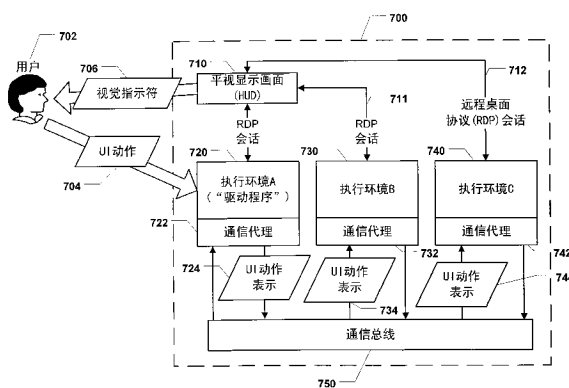 700
702
用户
706
视觉指示符
710
平视显示画面
(HUD)
712
711
RDP
会话
RDP
会话
远程桌面
协议(RDP)会话
UI动作
704
720
执行环境A
(“驱动程序”)
722
通信代理
730
执行环境B
通信代理
732
740
执行环境C
通信代理
742
724
UI动作
表示
UI动作
表示
734
UI动作
表示
744
通信总线
750